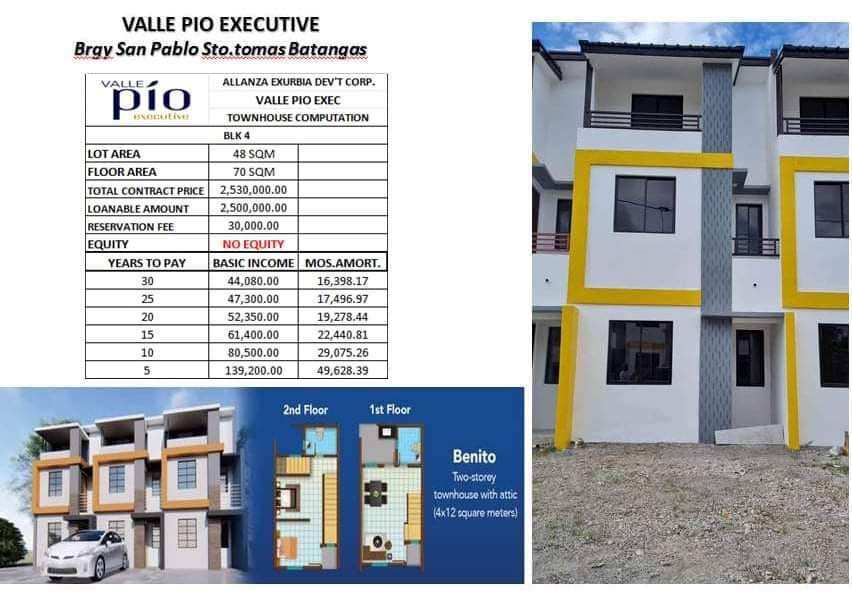 VALLE PIO EXECUTIVE
Brgy San Pablo Sto.tomas Batangas
VALLE
pío
executive
ALLANZA EXURBIA DEV'T CORP.
VALLE PIO EXEC
TOWNHOUSE COMPUTATION
BLK 4
LOT AREA 48 SQM
FLOOR AREA 70 SQM
TOTAL CONTRACT PRICE 2,530,000.00
LOANABLE AMOUNT 2,500,000.00
RESERVATION FEE 30,000.00
EQUITY NO EQUITY
YEARS TO PAY BASIC INCOME MOS.AMORT.
30 44,080.00 16,398.17
25 47,300.00 17,496.97
20 52,350.00 19,278.44
15 61,400.00 22,440.81
10 80,500.00 29,075.26
5 139,200.00 49,628.39
2nd Floor 1st Floor
Benito
Two-storey
townhouse with attic
(4x12 square meters)